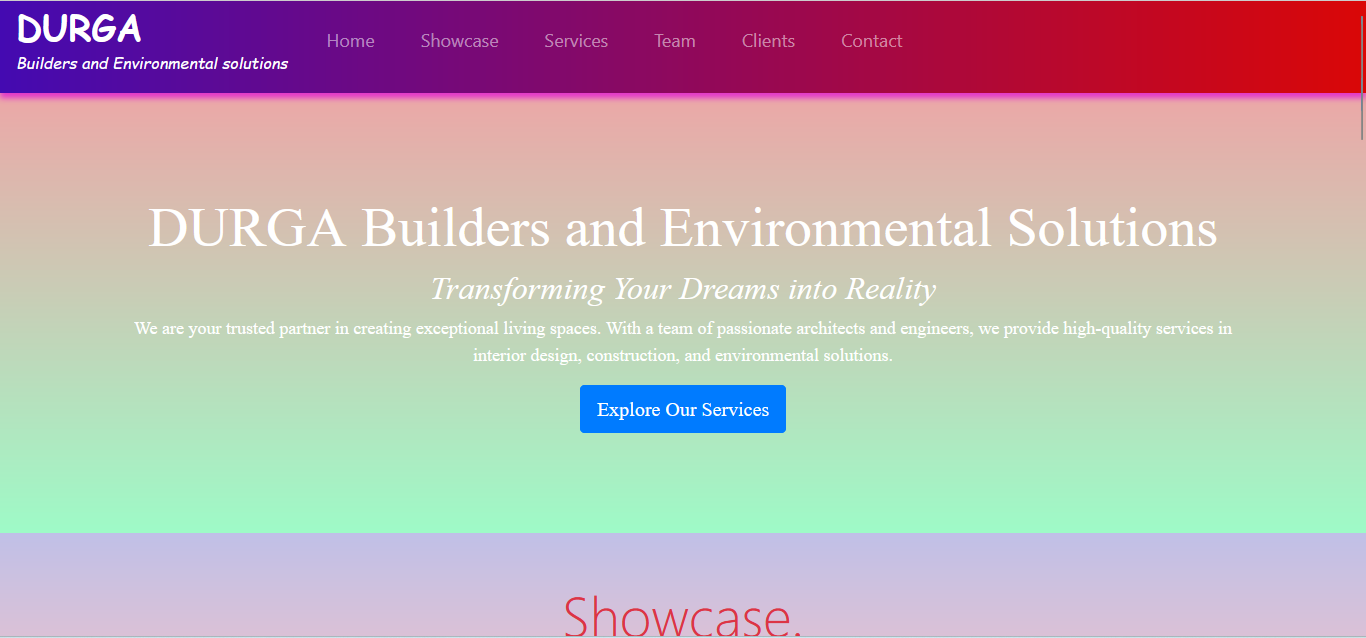 DURGA
Builders and Environmental solutions
Home Showcase Services Team Clients Contact
DURGA Builders and Environmental Solutions
Transforming Your Dreams into Reality
We are your trusted partner in creating exceptional living spaces. With a team of passionate architects and engineers, we provide high-quality services in
interior design, construction, and environmental solutions.
Explore Our Services
Showcase.